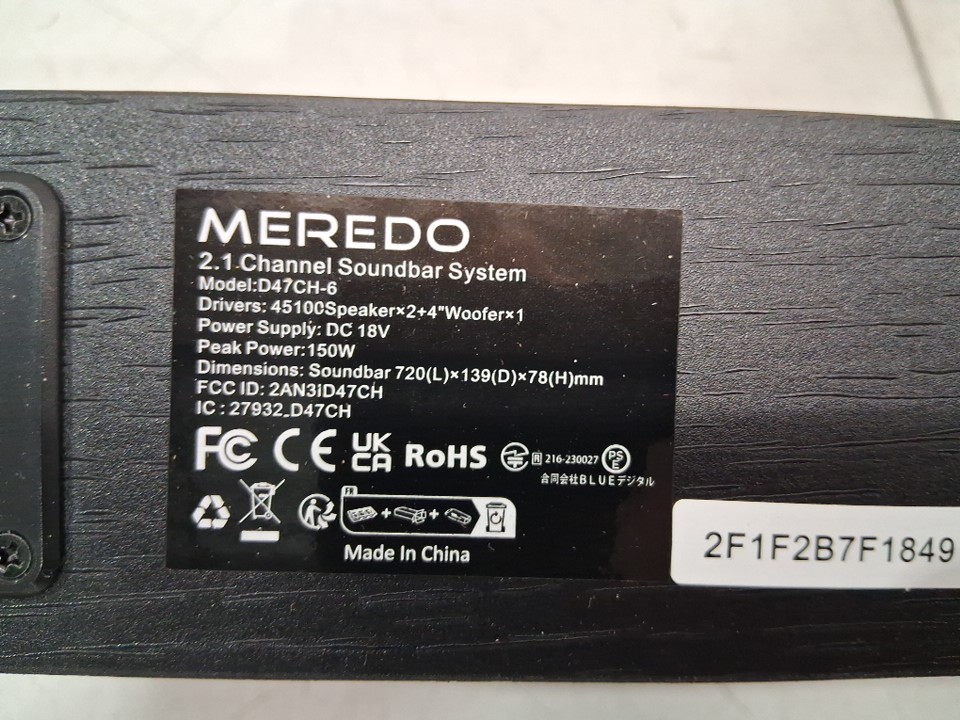 MEREDO
2.1 Channel Soundbar System
Model:D47CH-6
Drivers: 45100Speaker×2+4"Woofer×1
Power Supply: DC 18V
Peak Power:150W
Dimensions: Soundbar 720(L)×139(D)×78(H)mm
FCC ID: 2AN3iD47CH
IC : 27932_D47CH
FC CE UK CA RoHS R 216-230027 PS E
合同会社BLUEデジタル
FR
+ + 
Made In China
2F1F2B7F1849